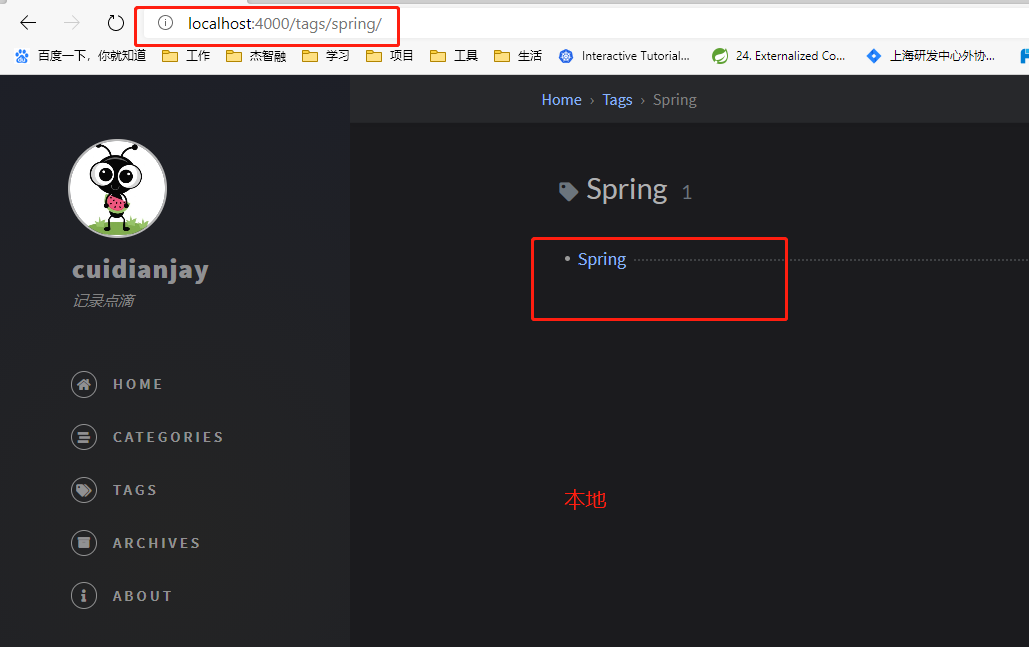 localhost:4000/tags/spring/
百度一下，你就知道 工作 杰智融 学习 项目 工具 生活 Interactive Tutorial... 24. Externalized Co... 上海研发中心外协...
Home › Tags › Spring
Spring 1
Spring
cuidianjay
记录点滴
HOME
CATEGORIES
TAGS
本地
ARCHIVES
ABOUT